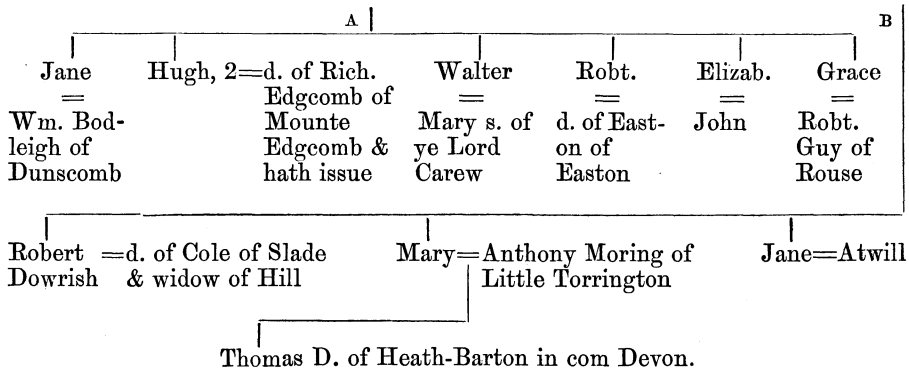 A B
Jane Hugh, 2=d. of Rich. Walter Robt. Elizab. Grace
= Edgcomb of = = = =
Wm. Bod- Mounte Mary s. of d. of East- John Robt.
leigh of Edgcomb & ye Lord on of Guy of
Dunscomb hath issue Carew Easton Rouse
Robert =d. of Cole of Slade Mary=Anthony Moring of Jane=Atwill
Dowrish & widow of Hill Little Torrington
Thomas D. of Heath-Barton in com Devon.